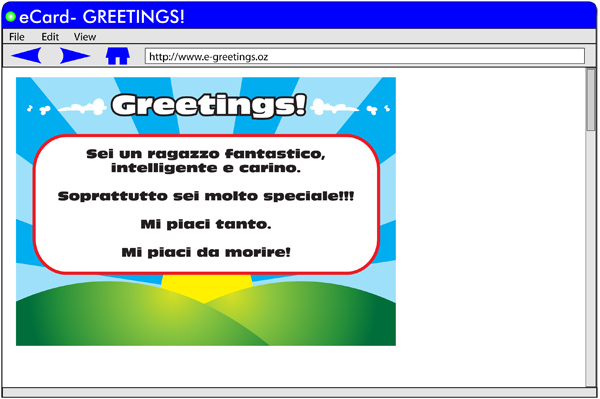 eCard- GREETINGS!
File Edit View
http://www.e-greetings.oz
Greetings!
Sei un ragazzo fantastico,
intelligente e carino.
Soprattutto sei molto speciale!!!
Mi piaci tanto.
Mi piaci da morire!